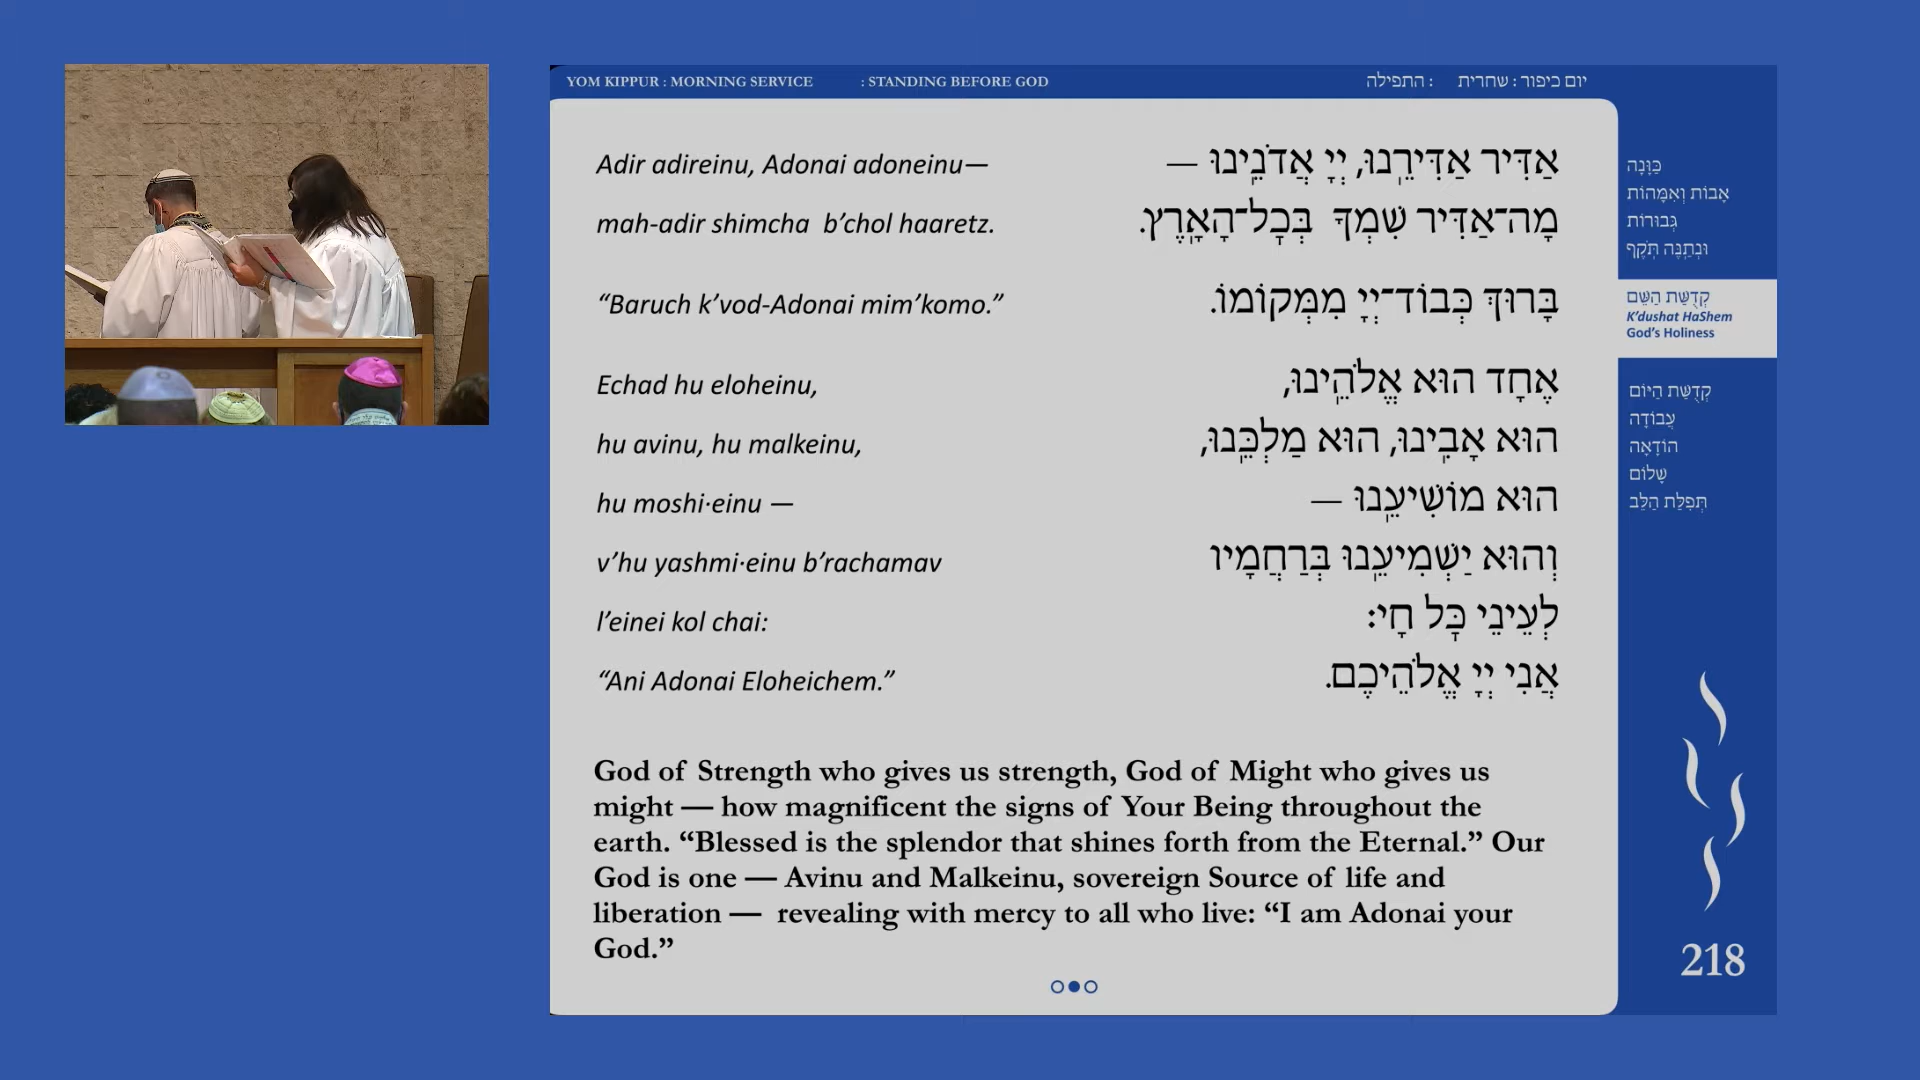 YOM KIPPUR : MORNING SERVICE : STANDING BEFORE GOD
יום כיפור : שחרית : התפילה
Adir adireinu, Adonai adoneinu—
אַדִּיר אַדִּירֵֽנוּ, יְיָ אֲדֹנֵֽינוּ —
mah-adir shimcha b’chol haaretz.
מָה־אַדִּיר שִׁמְךָ בְּכׇל־הָאָֽרֶץ.
“Baruch k’vod-Adonai mim’komo.”
בָּרוּךְ כְּבוֹד־יְיָ מִמְּקוֹמוֹ.
Echad hu eloheinu,
אֶחָד הוּא אֱלֹהֵֽינוּ,
hu avinu, hu malkeinu,
הוּא אָבִֽינוּ, הוּא מַלְכֵּֽנוּ,
hu moshi·einu —
הוּא מוֹשִׁיעֵֽנוּ —
v’hu yashmi·einu b’rachamav
וְהוּא יַשְׁמִיעֵֽנוּ בְּרַחֲמָיו
l’einei kol chai:
לְעֵינֵי כׇּל חָי:
“Ani Adonai Eloheichem.”
אֲנִי יְיָ אֱלֹהֵיכֶם.
God of Strength who gives us strength, God of Might who gives us
might — how magnificent the signs of Your Being throughout the
earth. “Blessed is the splendor that shines forth from the Eternal.” Our
God is one — Avinu and Malkeinu, sovereign Source of life and
liberation — revealing with mercy to all who live: “I am Adonai your
God.”
כַּוָּנָה
אָבוֹת וְאִמָּהוֹת
גְּבוּרוֹת
וּנְתַנֶּה תֹּֽקֶף
קְדֻשַּׁת הַשֵּׁם
K’dushat HaShem
God’s Holiness
קְדֻשַּׁת הַיּוֹם
עֲבוֹדָה
הוֹדָאָה
שָׁלוֹם
תְּפִלַּת הַלֵּב
218